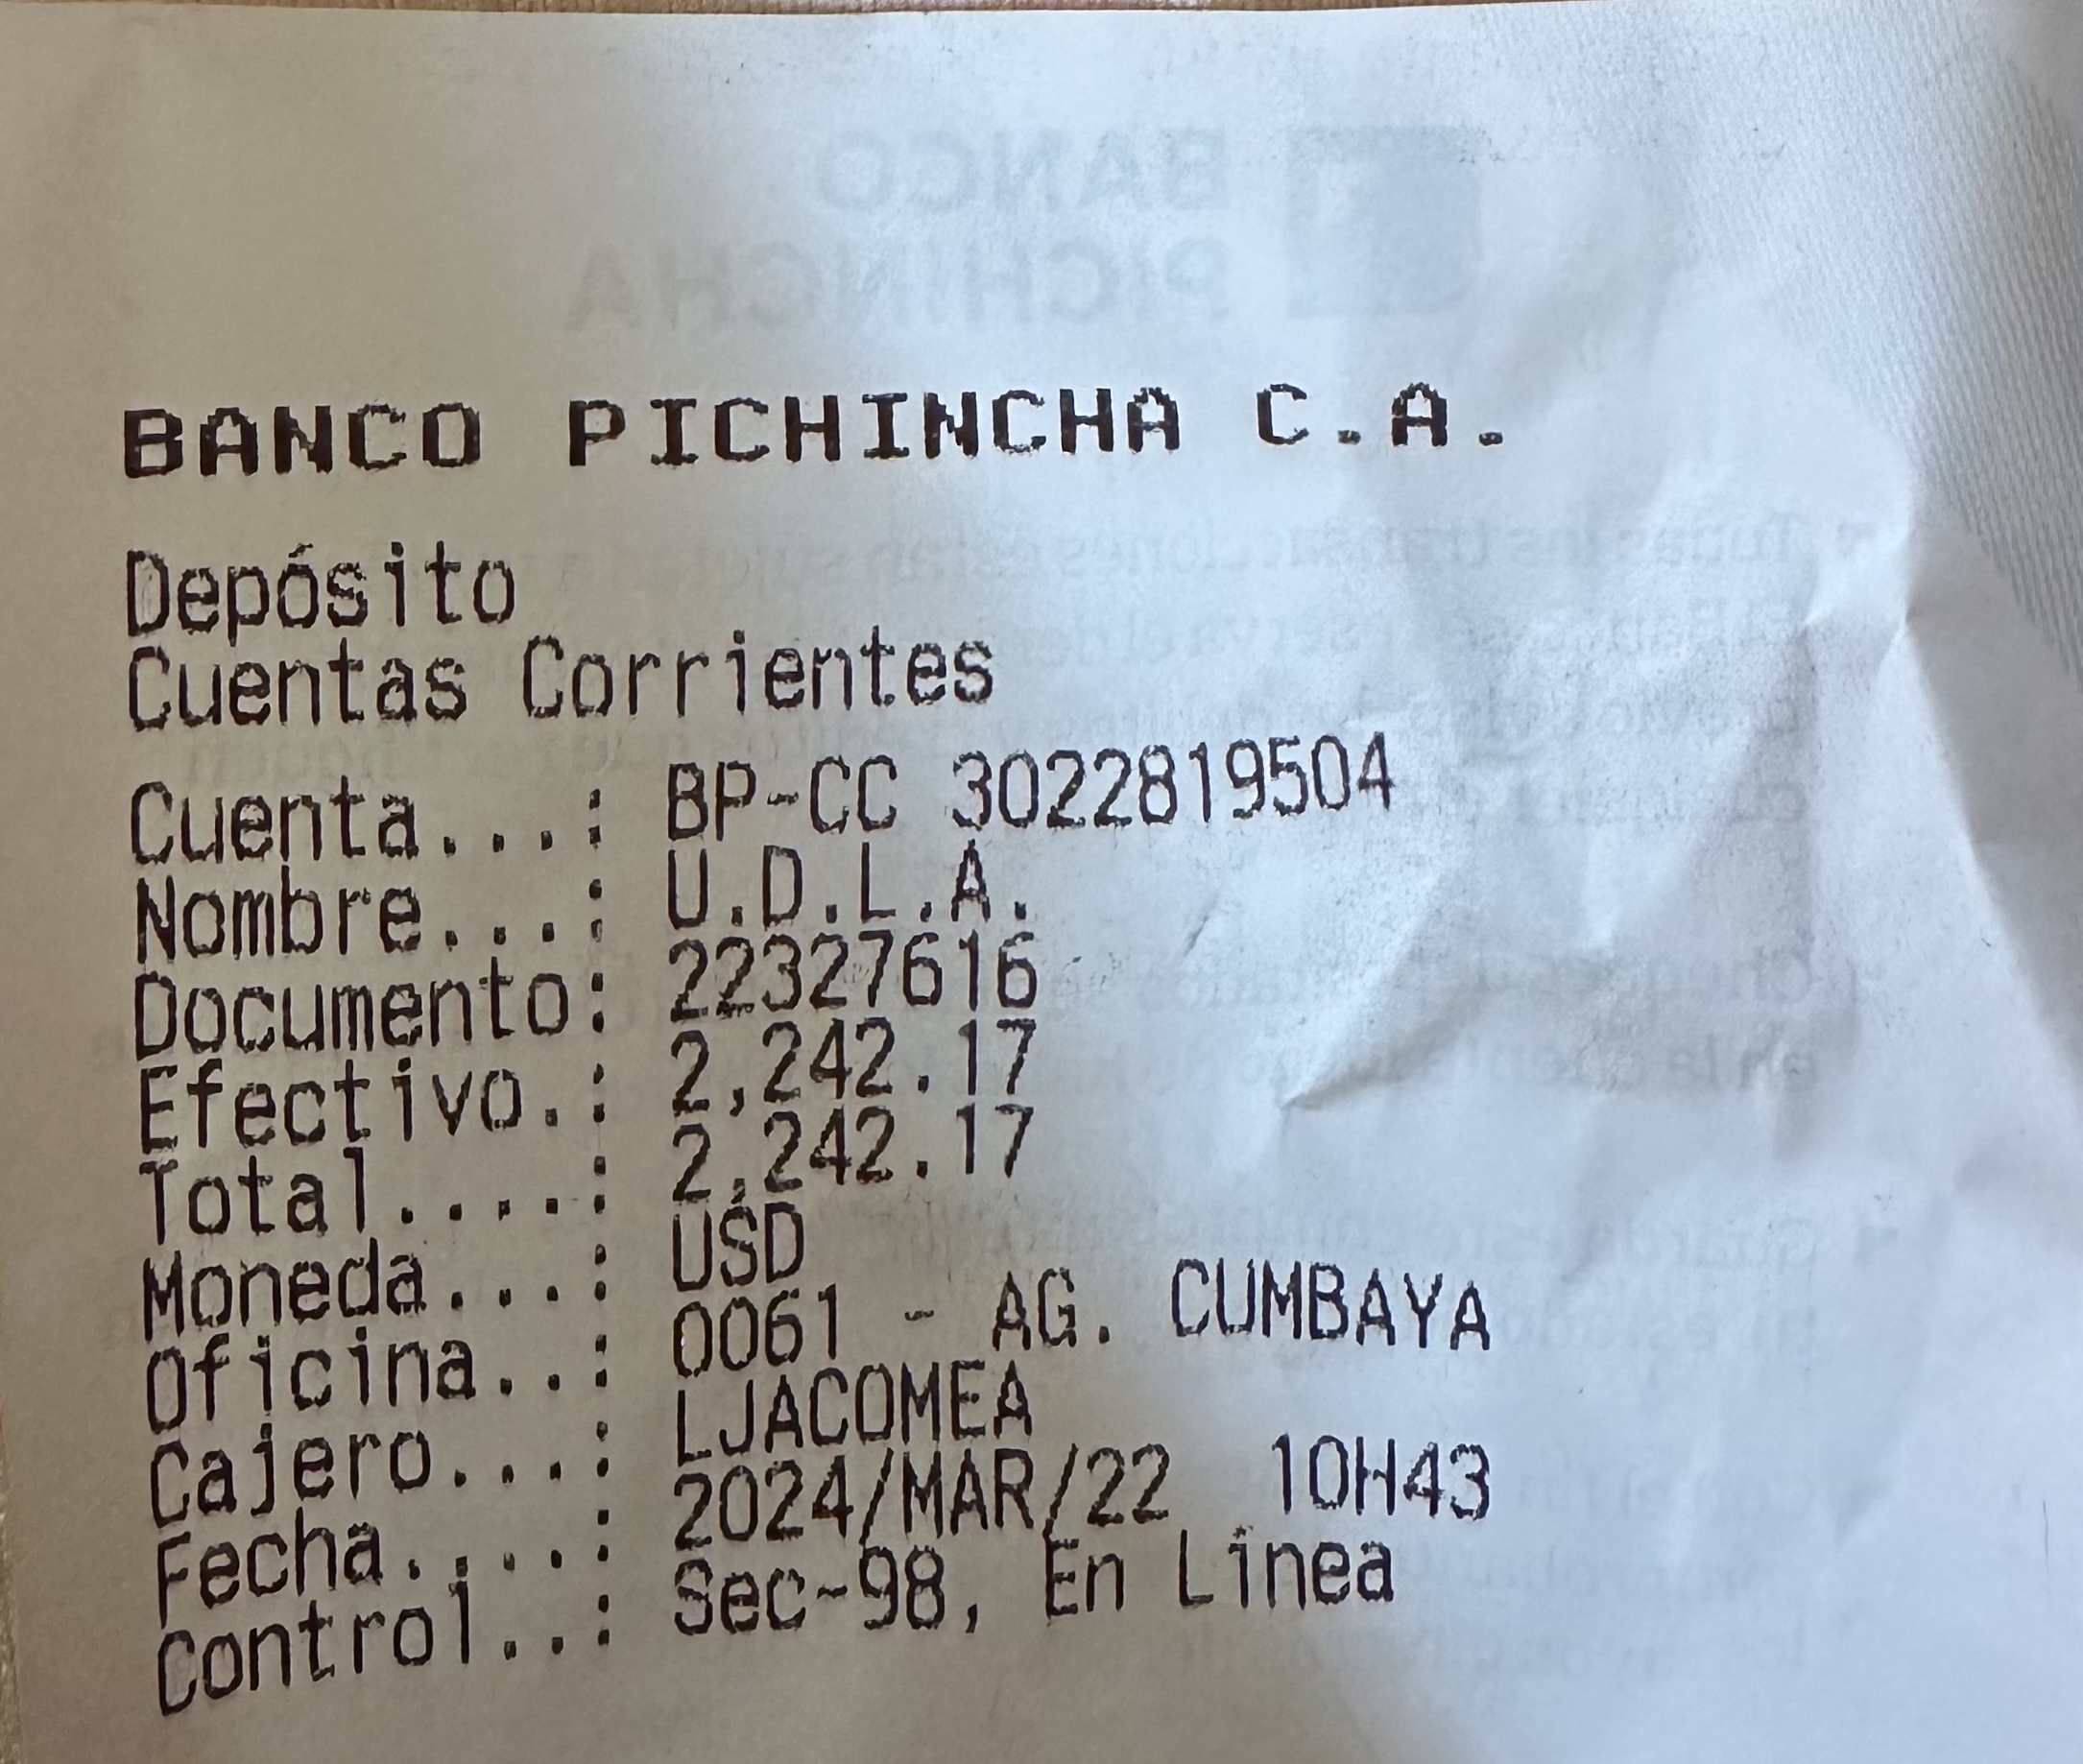 BANCO
PICHINCHA
BANCO PICHINCHA C.A.
Depósito
Cuentas Corrientes
Cuenta...: BP-CC 3022819504
Nombre...: U.D.L.A.
Documento: 22327616
Efectivo.: 2,242.17
Total....: 2,242.17
Moneda...: USD
Oficina..: 0061 - AG. CUMBAYA
Cajero...: LJACOMEA
Fecha....: 2024/MAR/22 10H43
Control..: Sec-98, En Linea